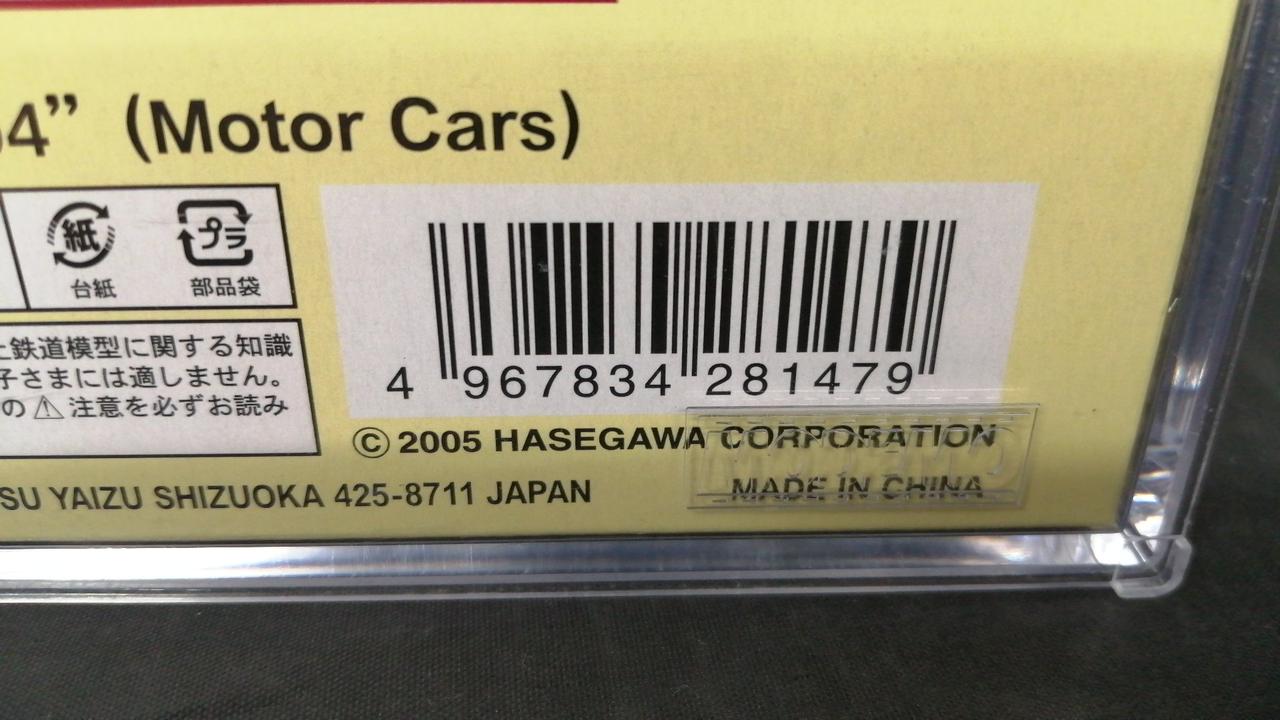 4” (Motor Cars)
紙 プラ
台紙 部品袋
鉄道模型に関する知識
子さまには適しません。
の⚠注意を必ずお読み
4 967834 281479
© 2005 HASEGAWA CORPORATION
MADE IN CHINA
SU YAIZU SHIZUOKA 425-8711 JAPAN